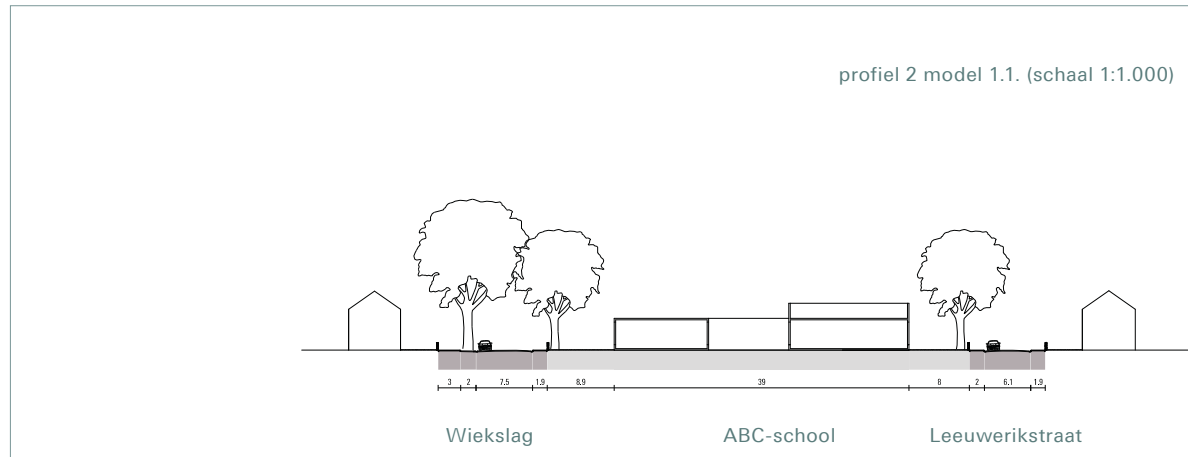 profiel 2 model 1.1. (schaal 1:1.000)
3 2 7.5 1.9 8.9 39 8 2 6.1 1.9
Wiekslag ABC-school Leeuwerikstraat